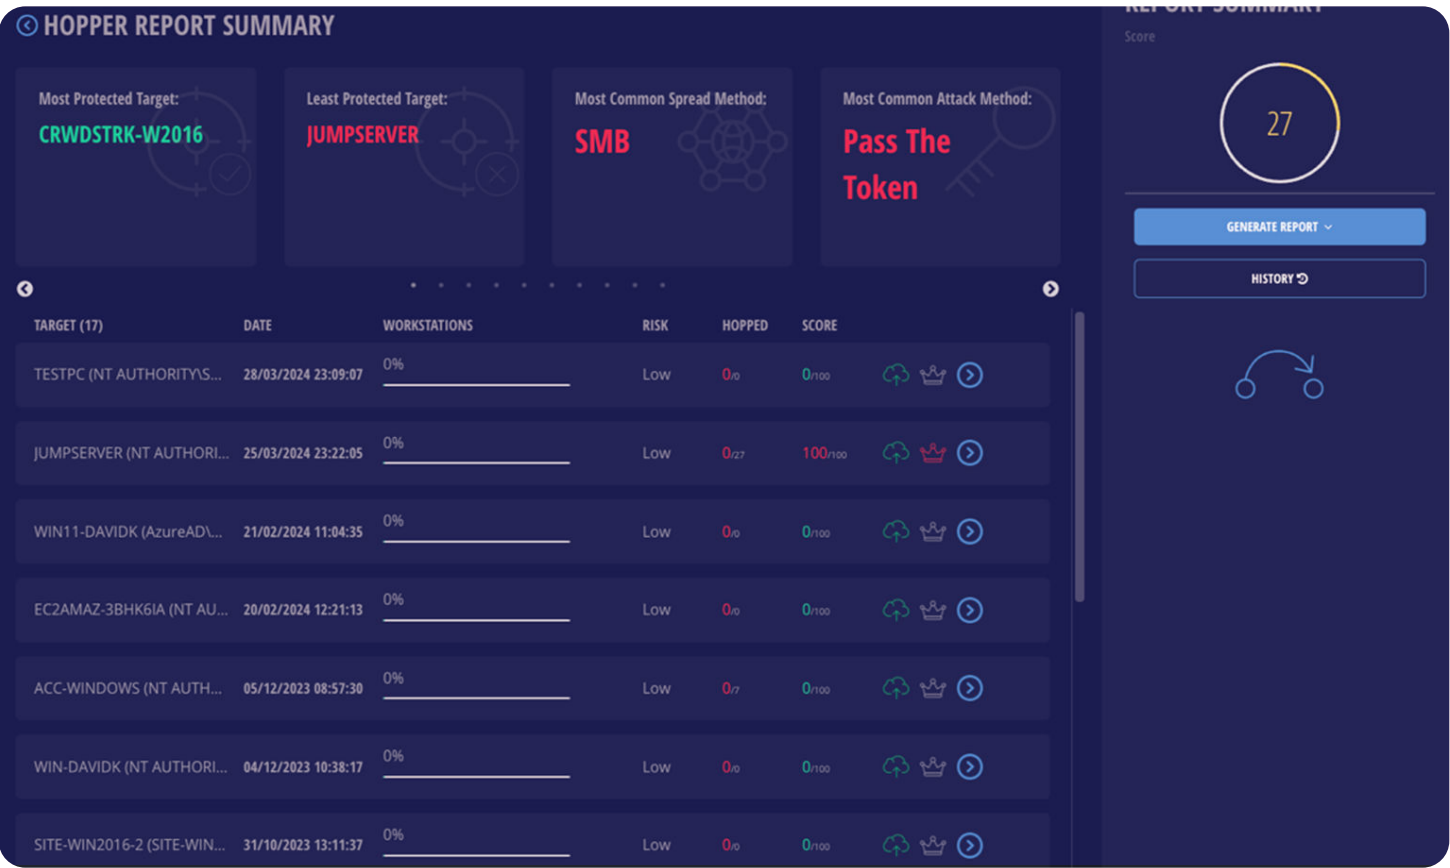 HOPPER REPORT SUMMARY
Most Protected Target:
CRWDSTRK-W2016
Least Protected Target:
JUMPSERVER
Most Common Spread Method:
SMB
Most Common Attack Method:
Pass The
Token
TARGET (17) DATE WORKSTATIONS RISK HOPPED SCORE
TESTPC (NT AUTHORITY\S... 28/03/2024 23:09:07 0% Low 0/0 0/100
JUMPSERVER (NT AUTHORI... 25/03/2024 23:22:05 0% Low 0/27 100/100
WIN11-DAVIDK (AzureAD\... 21/02/2024 11:04:35 0% Low 0/0 0/100
EC2AMAZ-3BHK6IA (NT AU... 20/02/2024 12:21:13 0% Low 0/0 0/100
ACC-WINDOWS (NT AUTH... 05/12/2023 08:57:30 0% Low 0/7 0/100
WIN-DAVIDK (NT AUTHORI... 04/12/2023 10:38:17 0% Low 0/0 0/100
SITE-WIN2016-2 (SITE-WIN... 31/10/2023 13:11:37 0% Low 0/0 0/100
REPORT SUMMARY
Score
27
GENERATE REPORT
HISTORY